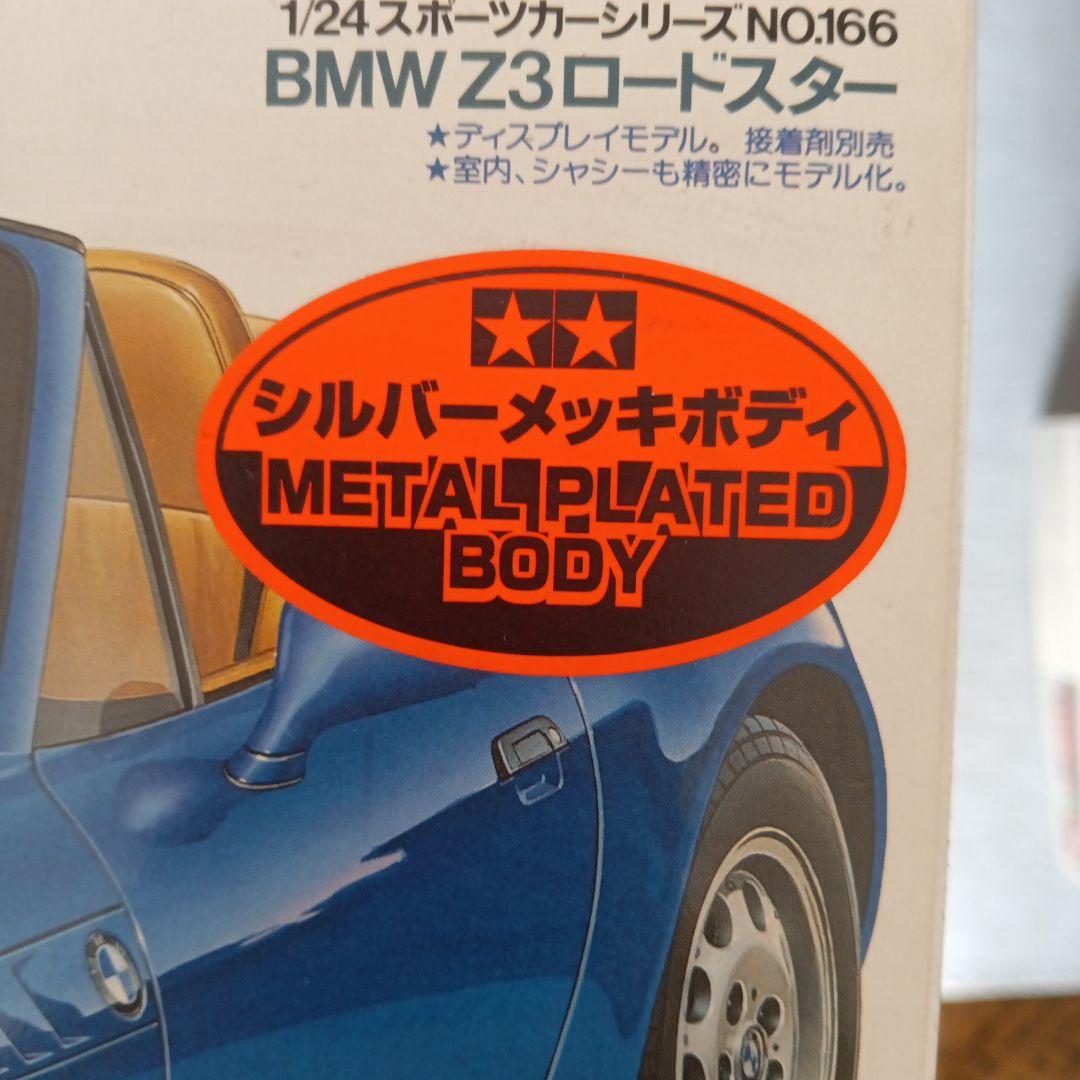 1/24スポーツカーシリーズNO.166
BMW Z3ロードスター
★ディスプレイモデル。接着剤別売
★室内、シャシーも精密にモデル化。
シルバーメッキボディ
METAL PLATED
BODY